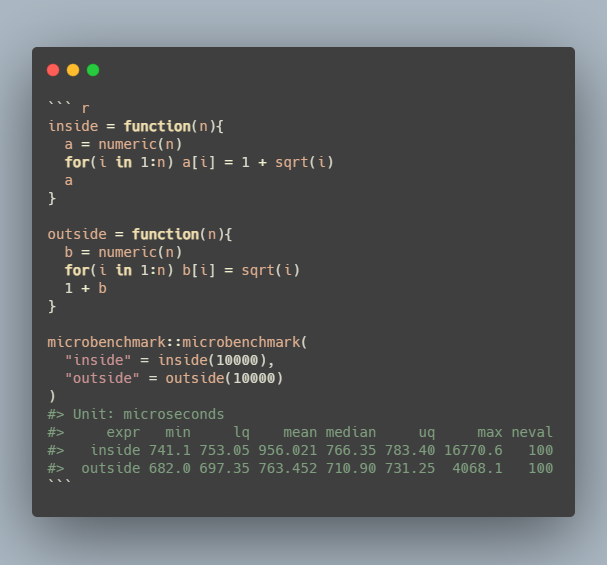 ``` r
inside = function(n){
  a = numeric(n)
  for(i in 1:n) a[i] = 1 + sqrt(i)
  a
}

outside = function(n){
  b = numeric(n)
  for(i in 1:n) b[i] = sqrt(i)
  1 + b
}

microbenchmark::microbenchmark(
  "inside" = inside(10000),
  "outside" = outside(10000)
)
#> Unit: microseconds
#>     expr   min     lq    mean median     uq     max neval
#>   inside 741.1 753.05 956.021 766.35 783.40 16770.6   100
#>  outside 682.0 697.35 763.452 710.90 731.25  4068.1   100
```